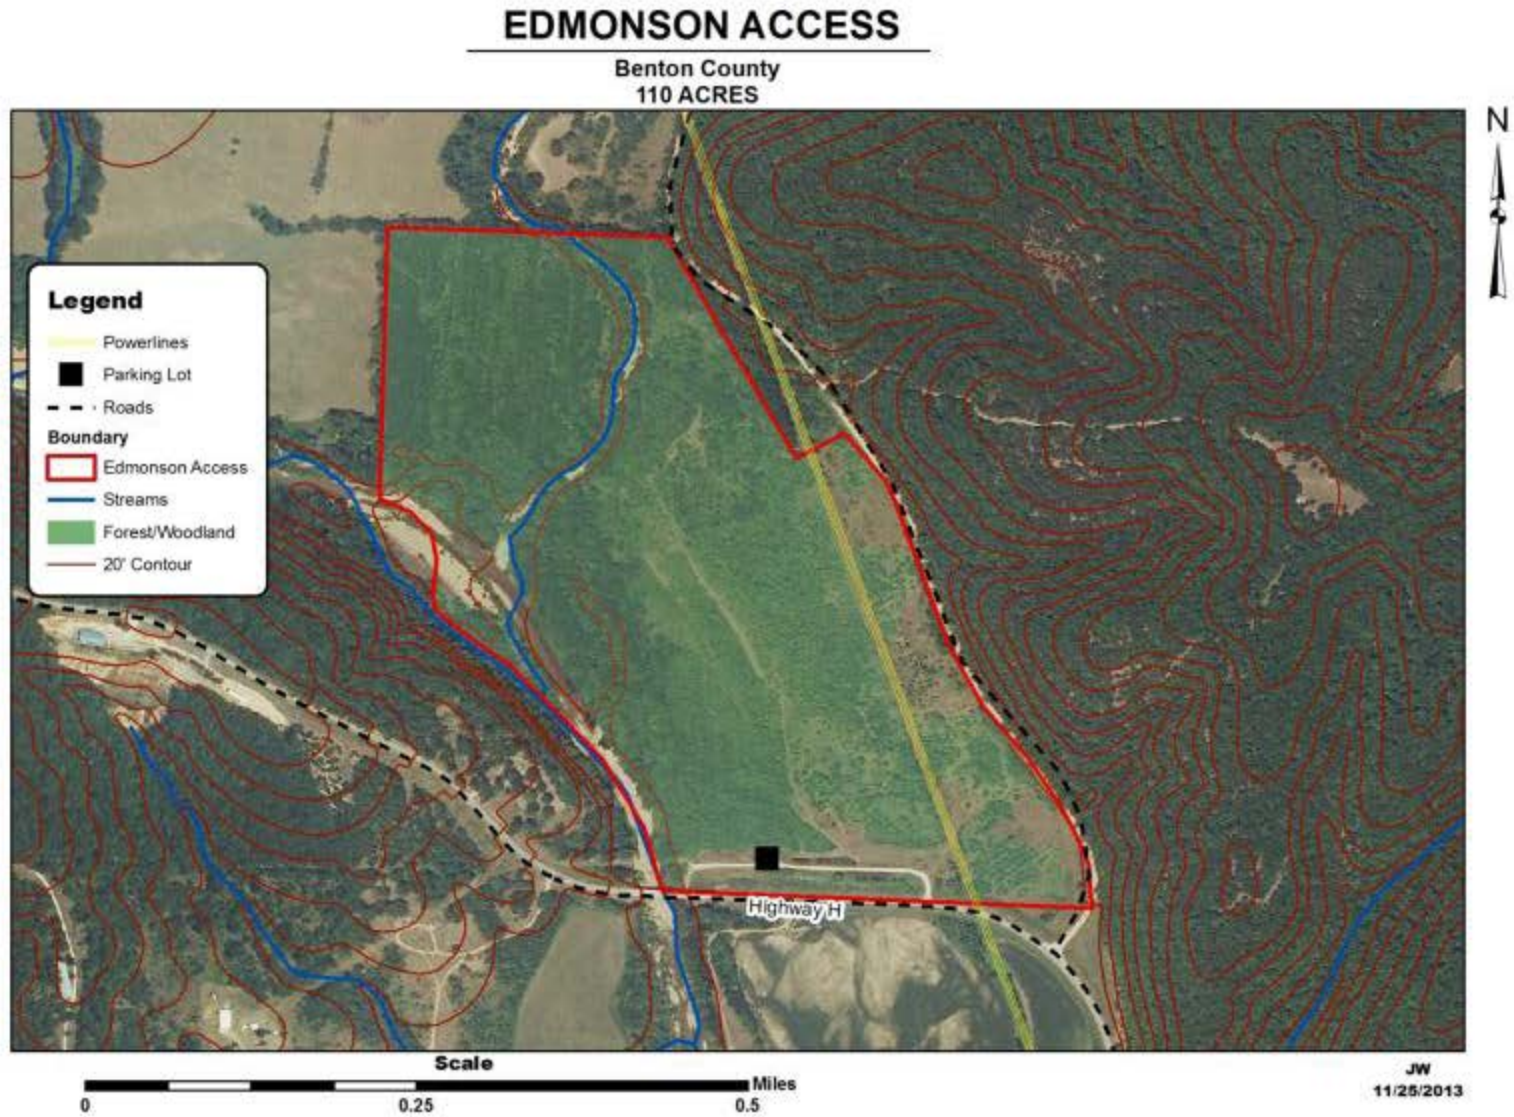 EDMONSON ACCESS
Benton County
110 ACRES
N
Legend
Powerlines
Parking Lot
Roads
Boundary
Edmonson Access
Streams
Forest/Woodland
20' Contour
Highway H
Scale
Miles
0
0.25
0.5
JW
11/25/2013